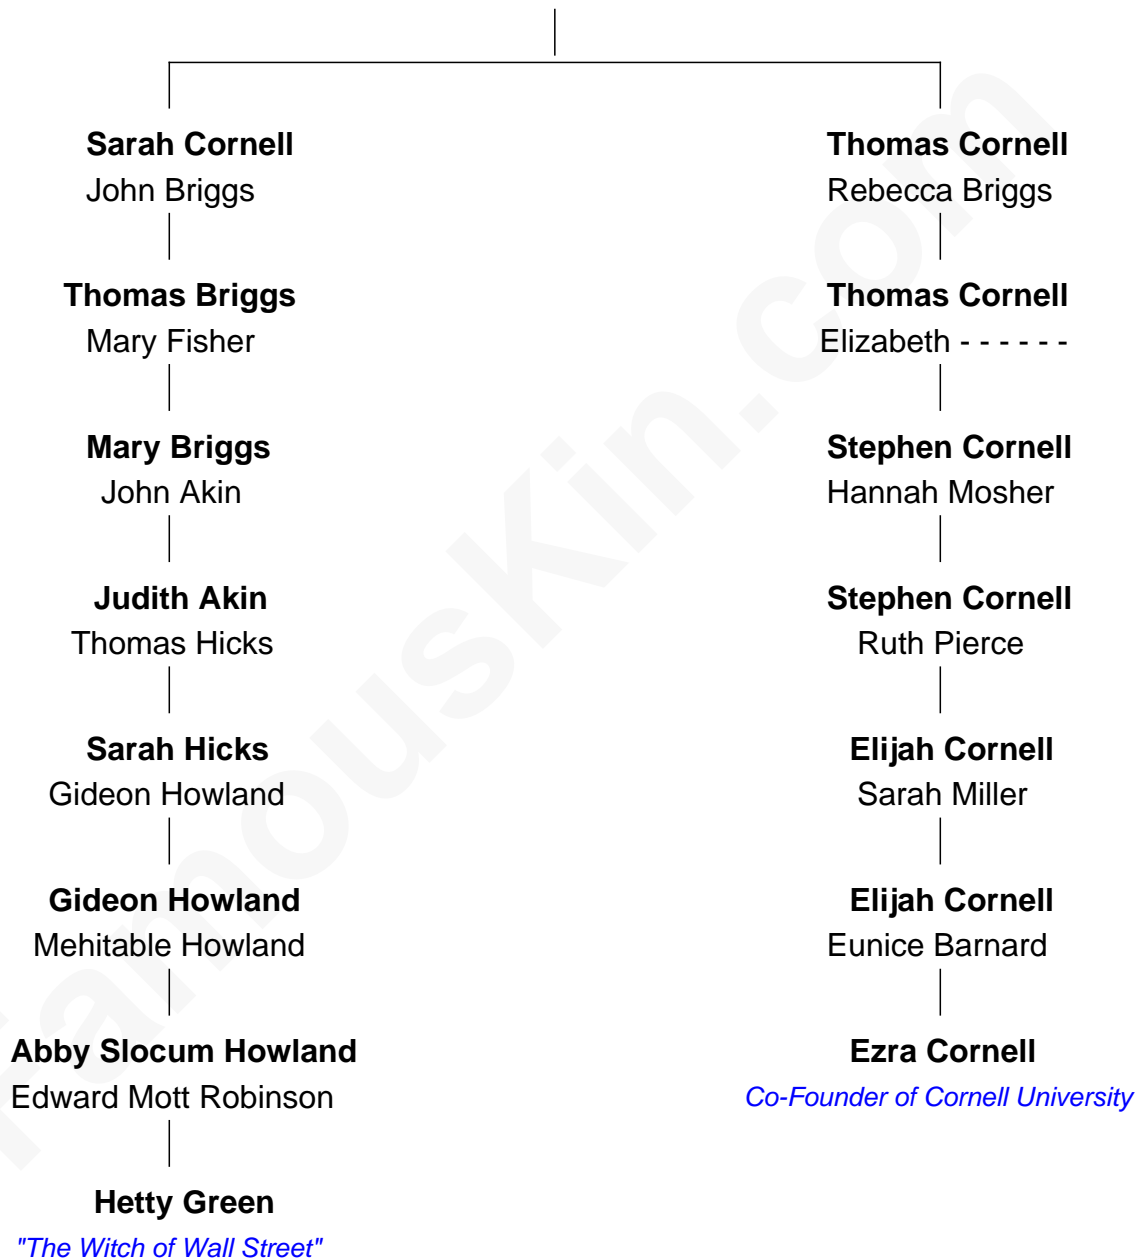 Sarah Cornell
John Briggs
Thomas Briggs
Mary Fisher
Mary Briggs
John Akin
Judith Akin
Thomas Hicks
Sarah Hicks
Gideon Howland
Gideon Howland
Mehitable Howland
Abby Slocum Howland
Edward Mott Robinson
Hetty Green
"The Witch of Wall Street"
Thomas Cornell
Rebecca Briggs
Thomas Cornell
Elizabeth - - - - - -
Stephen Cornell
Hannah Mosher
Stephen Cornell
Ruth Pierce
Elijah Cornell
Sarah Miller
Elijah Cornell
Eunice Barnard
Ezra Cornell
Co-Founder of Cornell University
FamousKin.com